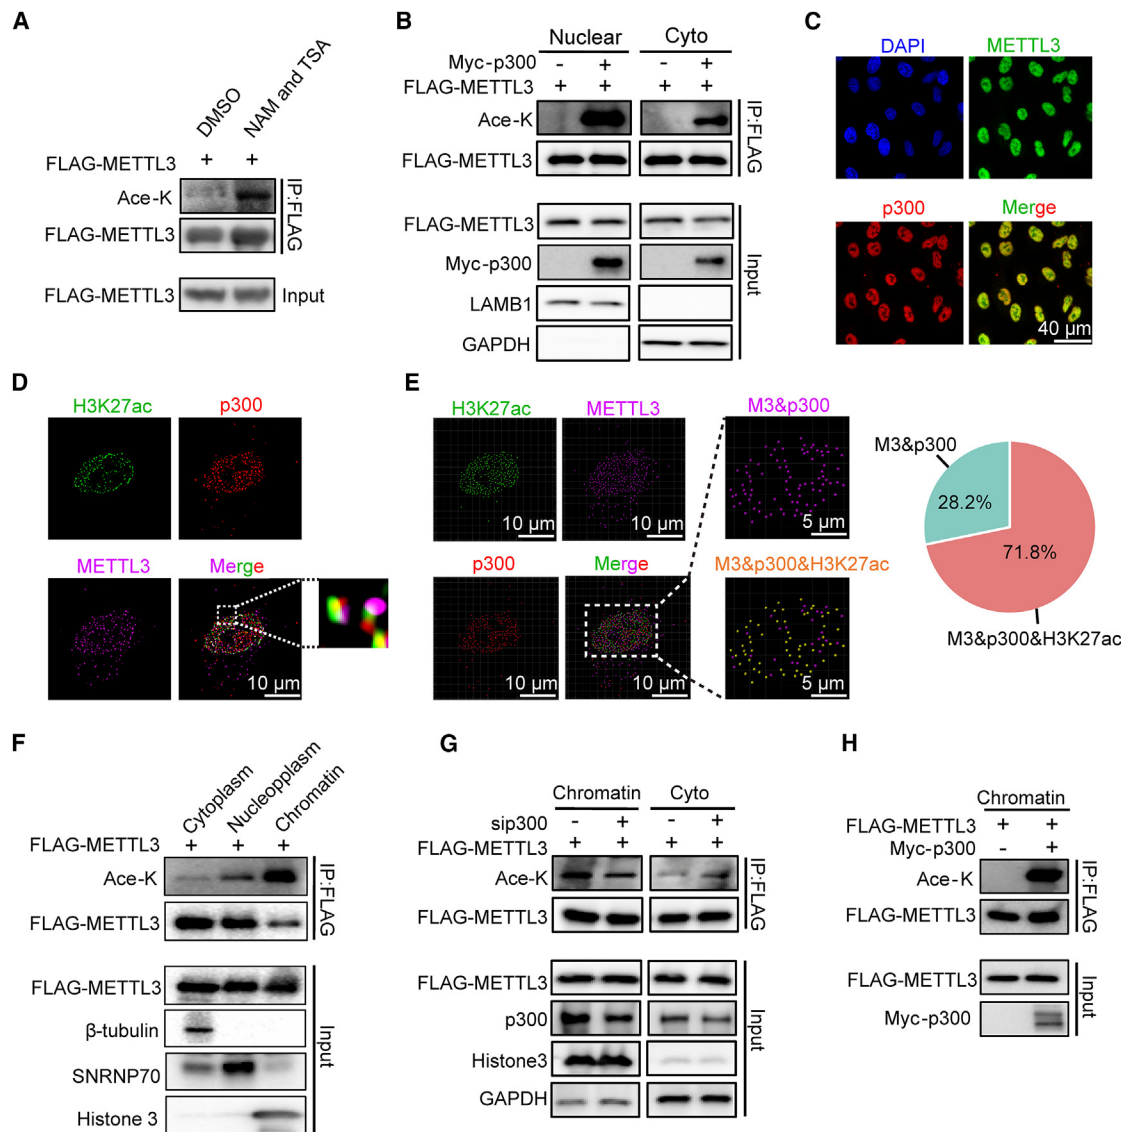 A
DMSO
NAM and TSA
FLAG-METTL3 + +
Ace-K
FLAG-METTL3
IP:FLAG
FLAG-METTL3 Input
B
Nuclear Cyto
Myc-p300 - + - +
FLAG-METTL3 + + + +
Ace-K
FLAG-METTL3
IP:FLAG
FLAG-METTL3
Myc-p300
LAMB1
GAPDH
Input
C
DAPI METTL3
p300 Merge
40 µm
D
H3K27ac p300
METTL3 Merge
10 µm
E
H3K27ac METTL3 M3&p300
10 µm 10 µm 5 µm
p300 Merge M3&p300&H3K27ac
10 µm 10 µm 5 µm
M3&p300
28.2%
71.8%
M3&p300&H3K27ac
F
Cytoplasm
Nucleopplasm
Chromatin
FLAG-METTL3 + + +
Ace-K
FLAG-METTL3
IP:FLAG
FLAG-METTL3
β-tubulin
SNRNP70
Histone 3
Input
G
Chromatin Cyto
sip300 - + - +
FLAG-METTL3 + + + +
Ace-K
FLAG-METTL3
IP:FLAG
FLAG-METTL3
p300
Histone3
GAPDH
Input
H
Chromatin
FLAG-METTL3 + +
Myc-p300 - +
Ace-K
FLAG-METTL3
IP:FLAG
FLAG-METTL3
Myc-p300
Input